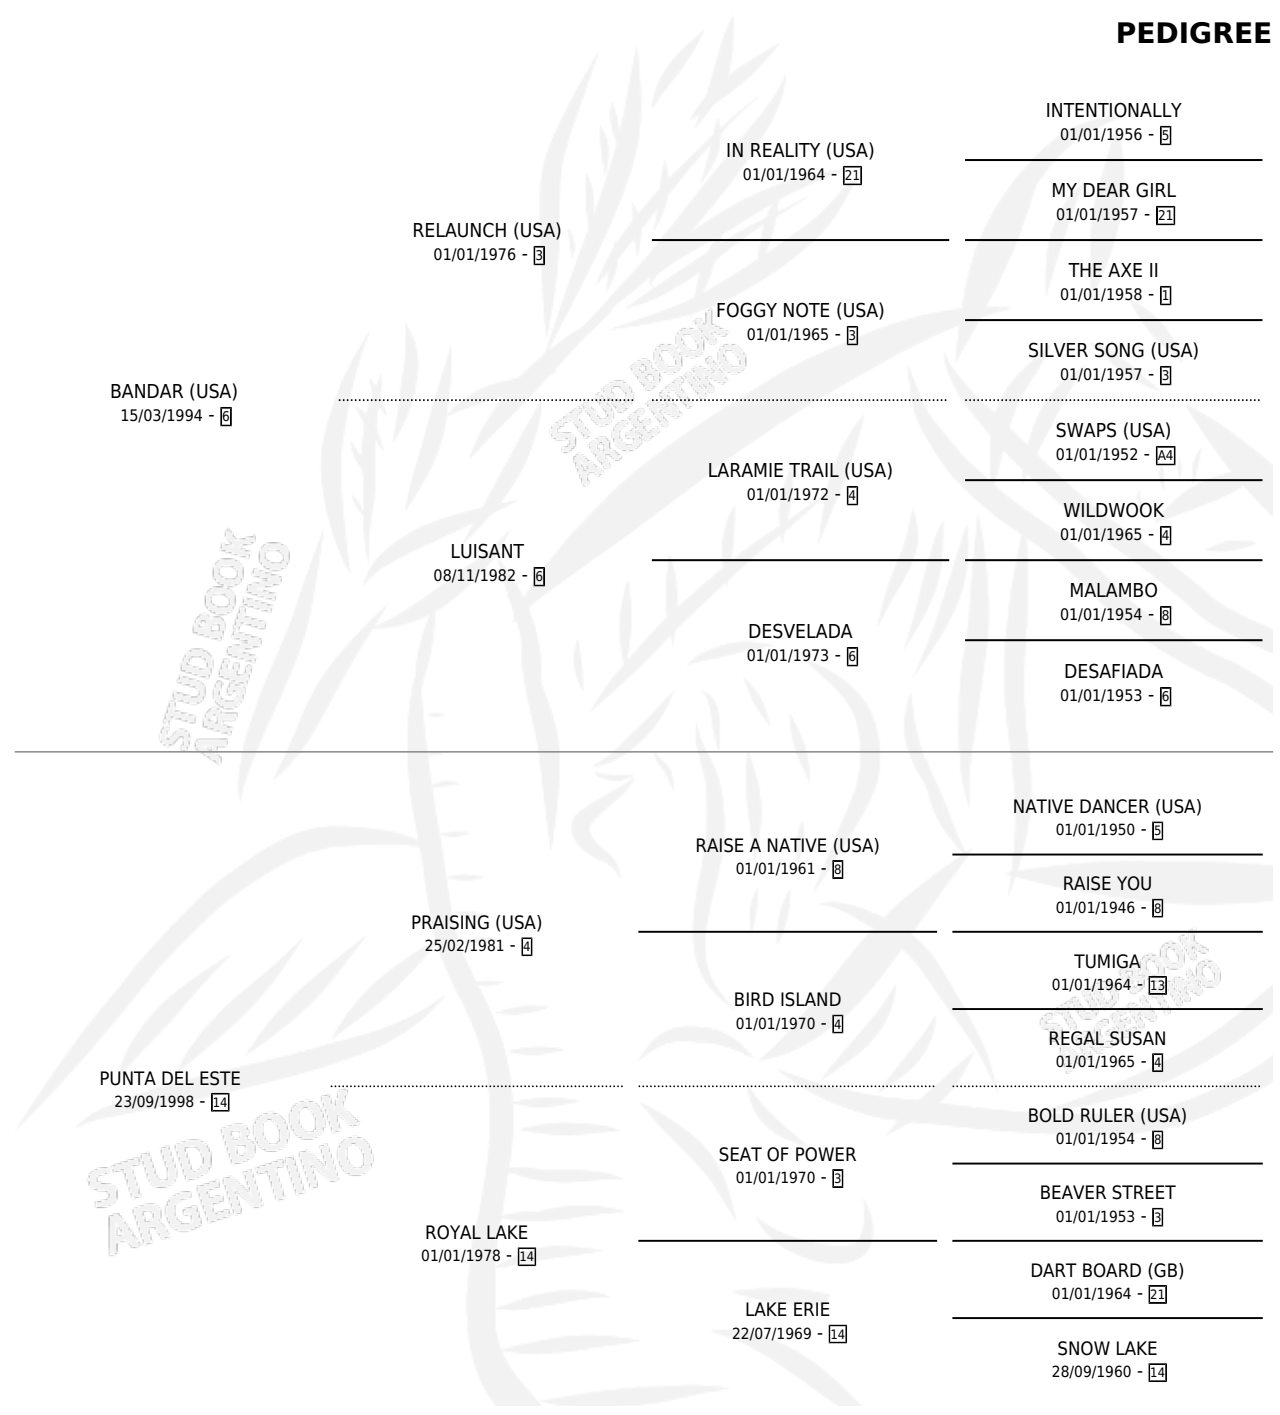 PEDIGREE
INTENTIONALLY
01/01/1956 - 5
IN REALITY (USA)
01/01/1964 - 21
MY DEAR GIRL
01/01/1957 - 21
RELAUNCH (USA)
01/01/1976 - 3
THE AXE II
01/01/1958 - 1
FOGGY NOTE (USA)
01/01/1965 - 3
SILVER SONG (USA)
01/01/1957 - 3
BANDAR (USA)
15/03/1994 - 6
SWAPS (USA)
01/01/1952 - A4
LARAMIE TRAIL (USA)
01/01/1972 - 4
WILDWOOK
01/01/1965 - 4
LUISANT
08/11/1982 - 6
MALAMBO
01/01/1954 - 8
DESVELADA
01/01/1973 - 6
DESAFIADA
01/01/1953 - 6
NATIVE DANCER (USA)
01/01/1950 - 5
RAISE A NATIVE (USA)
01/01/1961 - 8
RAISE YOU
01/01/1946 - 8
PRAISING (USA)
25/02/1981 - 4
TUMIGA
01/01/1964 - 13
BIRD ISLAND
01/01/1970 - 4
REGAL SUSAN
01/01/1965 - 4
PUNTA DEL ESTE
23/09/1998 - 14
BOLD RULER (USA)
01/01/1954 - 8
SEAT OF POWER
01/01/1970 - 3
BEAVER STREET
01/01/1953 - 3
ROYAL LAKE
01/01/1978 - 14
DART BOARD (GB)
01/01/1964 - 21
LAKE ERIE
22/07/1969 - 14
SNOW LAKE
28/09/1960 - 14
STUD BOOK
ARGENTINO
STUD BOOK
ARGENTINO
STUD BOOK
ARGENTINO
STUD BOOK
ARGENTINO